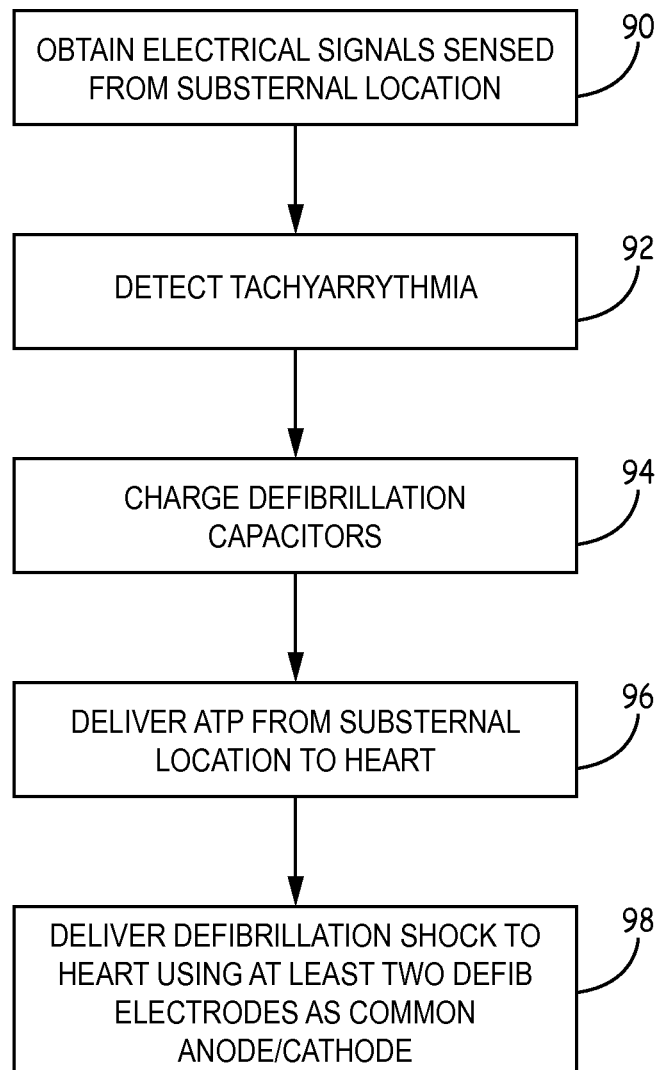 OBTAIN ELECTRICAL SIGNALS SENSED
FROM SUBSTERNAL LOCATION
90
DETECT TACHYARRYTHMIA
92
CHARGE DEFIBRILLATION
CAPACITORS
94
DELIVER ATP FROM SUBSTERNAL
LOCATION TO HEART
96
DELIVER DEFIBRILLATION SHOCK TO
HEART USING AT LEAST TWO DEFIB
ELECTRODES AS COMMON
ANODE/CATHODE
98